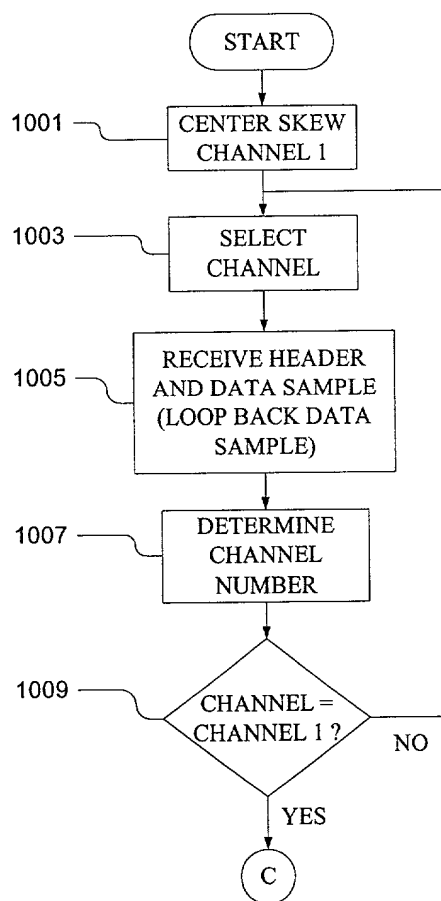 START
1001
CENTER SKEW
CHANNEL 1
1003
SELECT
CHANNEL
1005
RECEIVE HEADER
AND DATA SAMPLE
(LOOP BACK DATA
SAMPLE)
1007
DETERMINE
CHANNEL
NUMBER
1009
CHANNEL =
CHANNEL 1 ?
NO
YES
C